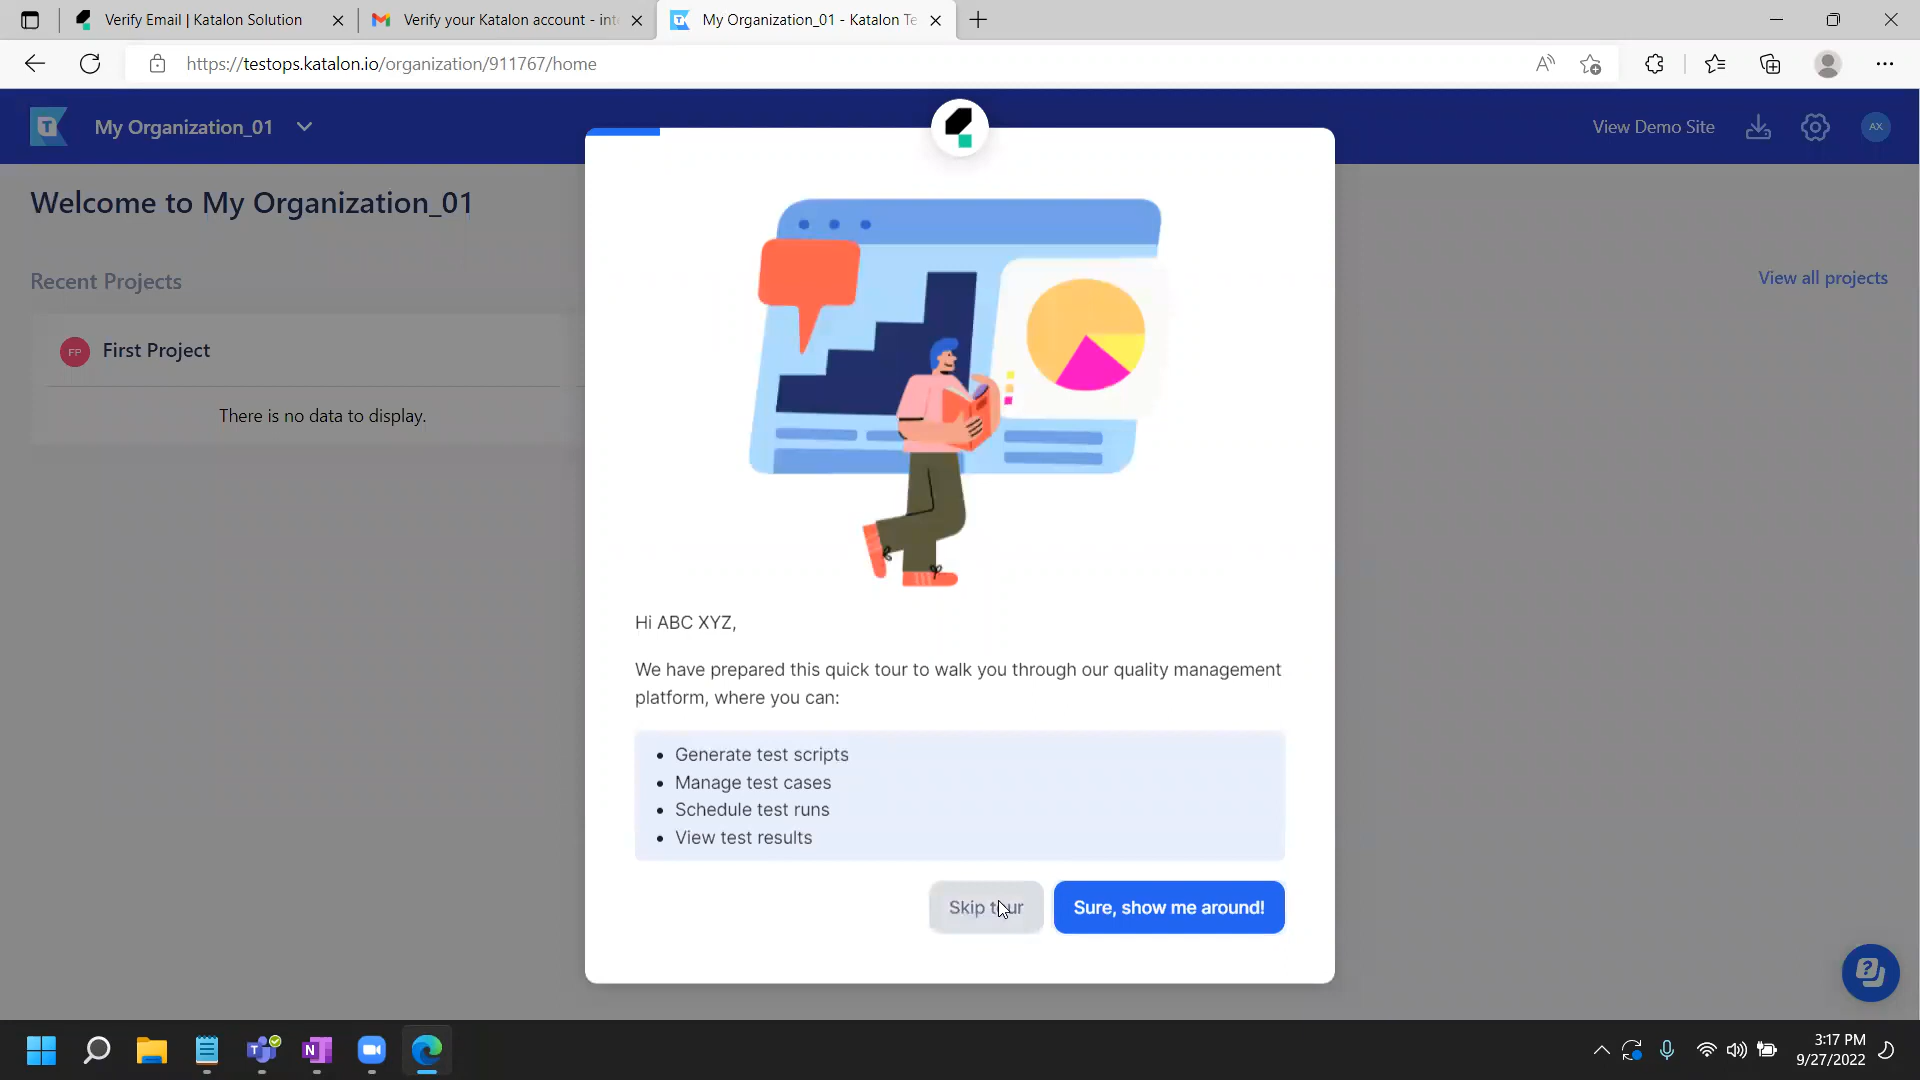 Verify Email | Katalon Solution
Verify your Katalon account - int
My Organization_01 - Katalon Te
https://testops.katalon.io/organization/911767/home
My Organization_01
View Demo Site
AX
Welcome to My Organization_01
Recent Projects
View all projects
FP
First Project
There is no data to display.
Hi ABC XYZ,
We have prepared this quick tour to walk you through our quality management
platform, where you can:
• Generate test scripts
• Manage test cases
• Schedule test runs
• View test results
Skip tour
Sure, show me around!
3:17 PM
9/27/2022